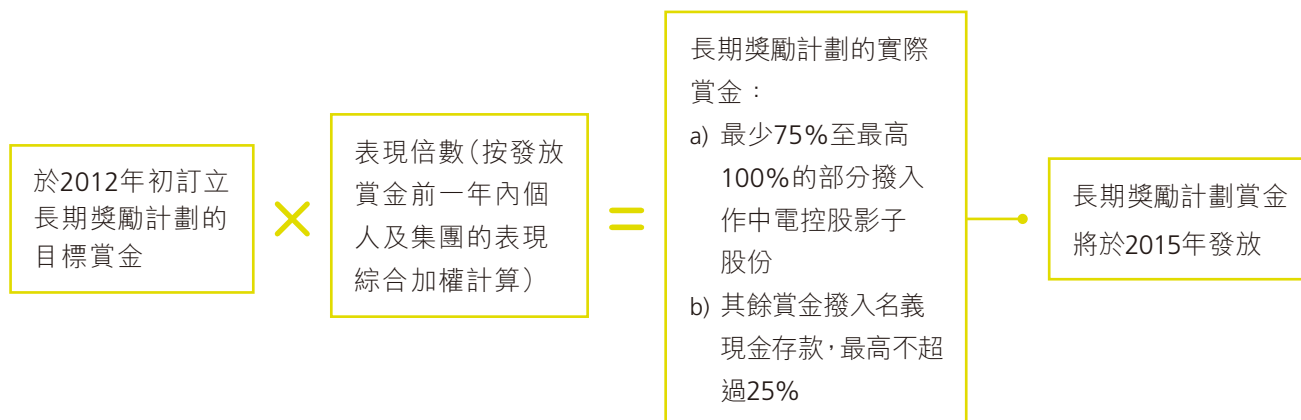 於2012年初訂立
長期獎勵計劃的
目標賞金
×
表現倍數(按發放
賞金前一年內個
人及集團的表現
綜合加權計算)
=
長期獎勵計劃的實際
賞金：
a) 最少75%至最高
100%的部分撥入
作中電控股影子
股份
b) 其餘賞金撥入名義
現金存款，最高不超
過25%
長期獎勵計劃賞金
將於2015年發放